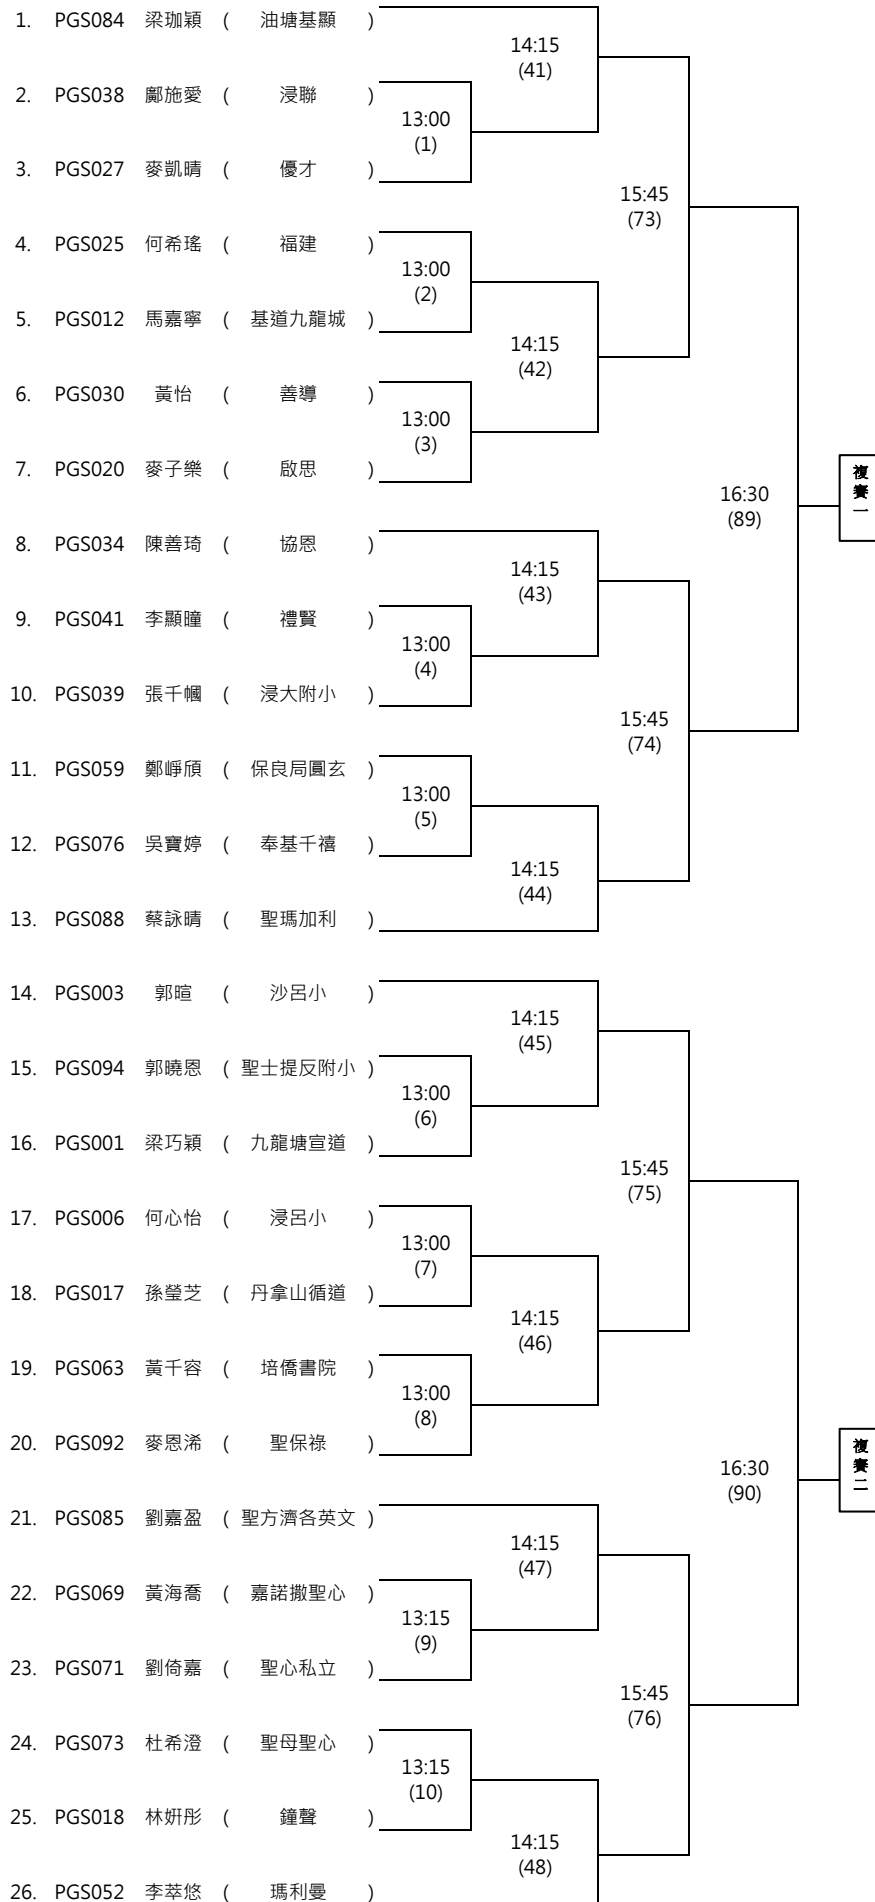 1. PGS084 梁珈穎 ( 油塘基顯 )
14:15
(41)
2. PGS038 鄺施愛 ( 浸聯 )
13:00
(1)
3. PGS027 麥凱晴 ( 優才 )
15:45
(73)
4. PGS025 何希瑤 ( 福建 )
13:00
(2)
5. PGS012 馬嘉寧 ( 基道九龍城 )
14:15
(42)
6. PGS030 黃怡 ( 善導 )
13:00
(3)
7. PGS020 麥子樂 ( 啟思 )
16:30
(89)
複賽一
8. PGS034 陳善琦 ( 協恩 )
14:15
(43)
9. PGS041 李顯曈 ( 禮賢 )
13:00
(4)
10. PGS039 張千幗 ( 浸大附小 )
15:45
(74)
11. PGS059 鄭崢頎 ( 保良局圓玄 )
13:00
(5)
12. PGS076 吳寶婷 ( 奉基千禧 )
14:15
(44)
13. PGS088 蔡詠晴 ( 聖瑪加利 )
14. PGS003 郭暄 ( 沙呂小 )
14:15
(45)
15. PGS094 郭曉恩 ( 聖士提反附小 )
13:00
(6)
16. PGS001 梁巧穎 ( 九龍塘宣道 )
15:45
(75)
17. PGS006 何心怡 ( 浸呂小 )
13:00
(7)
18. PGS017 孫瑩芝 ( 丹拿山循道 )
14:15
(46)
19. PGS063 黃千容 ( 培僑書院 )
13:00
(8)
20. PGS092 麥恩浠 ( 聖保祿 )
16:30
(90)
複賽二
21. PGS085 劉嘉盈 ( 聖方濟各英文 )
14:15
(47)
22. PGS069 黃海喬 ( 嘉諾撒聖心 )
13:15
(9)
23. PGS071 劉倚嘉 ( 聖心私立 )
15:45
(76)
24. PGS073 杜希澄 ( 聖母聖心 )
13:15
(10)
25. PGS018 林姸彤 ( 鐘聲 )
14:15
(48)
26. PGS052 李萃悠 ( 瑪利曼 )